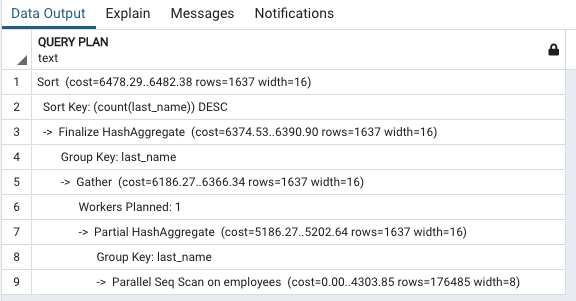 Data Output Explain Messages Notifications
QUERY PLAN
text
1 Sort (cost=6478.29..6482.38 rows=1637 width=16)
2 Sort Key: (count(last_name)) DESC
3 -> Finalize HashAggregate (cost=6374.53..6390.90 rows=1637 width=16)
4 Group Key: last_name
5 -> Gather (cost=6186.27..6366.34 rows=1637 width=16)
6 Workers Planned: 1
7 -> Partial HashAggregate (cost=5186.27..5202.64 rows=1637 width=16)
8 Group Key: last_name
9 -> Parallel Seq Scan on employees (cost=0.00..4303.85 rows=176485 width=8)